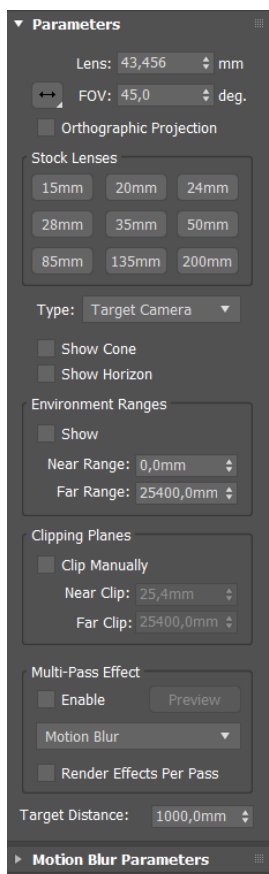 Parameters
Lens: 43,456 mm
FOV: 45,0 deg.
Orthographic Projection
Stock Lenses
15mm 20mm 24mm
28mm 35mm 50mm
85mm 135mm 200mm
Type: Target Camera
Show Cone
Show Horizon
Environment Ranges
Show
Near Range: 0,0mm
Far Range: 25400,0mm
Clipping Planes
Clip Manually
Near Clip: 25,4mm
Far Clip: 25400,0mm
Multi-Pass Effect
Enable Preview
Motion Blur
Render Effects Per Pass
Target Distance: 1000,0mm
Motion Blur Parameters